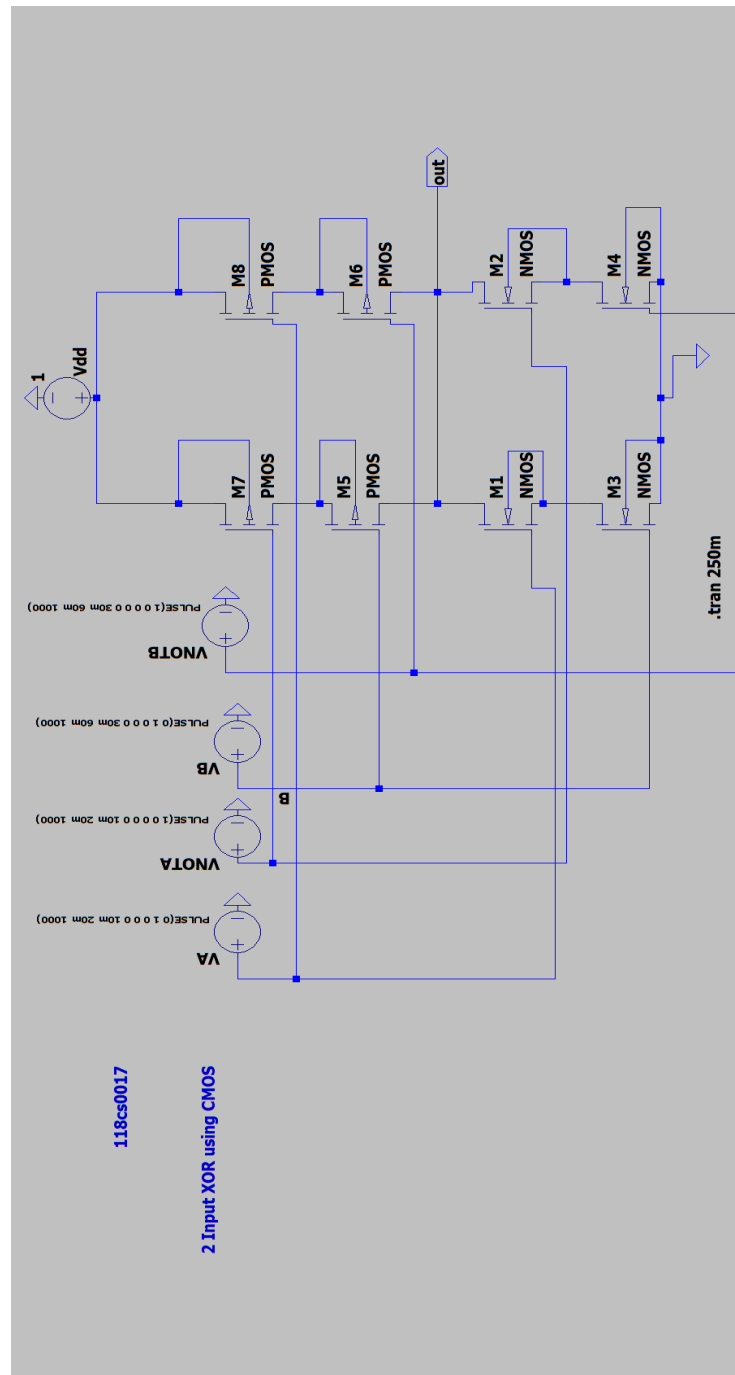 1
Vdd
out
M8
PMOS
M6
PMOS
M2
NMOS
M4
NMOS
M7
PMOS
M5
PMOS
M1
NMOS
M3
NMOS
.tran 250m
PULSE(1 0 0 0 0 30m 60m 1000)
VNOTB
PULSE(0 1 0 0 0 30m 60m 1000)
VB
B
PULSE(1 0 0 0 0 10m 20m 1000)
VNOTA
PULSE(0 1 0 0 0 10m 20m 1000)
VA
118cs0017
2 Input XOR using CMOS